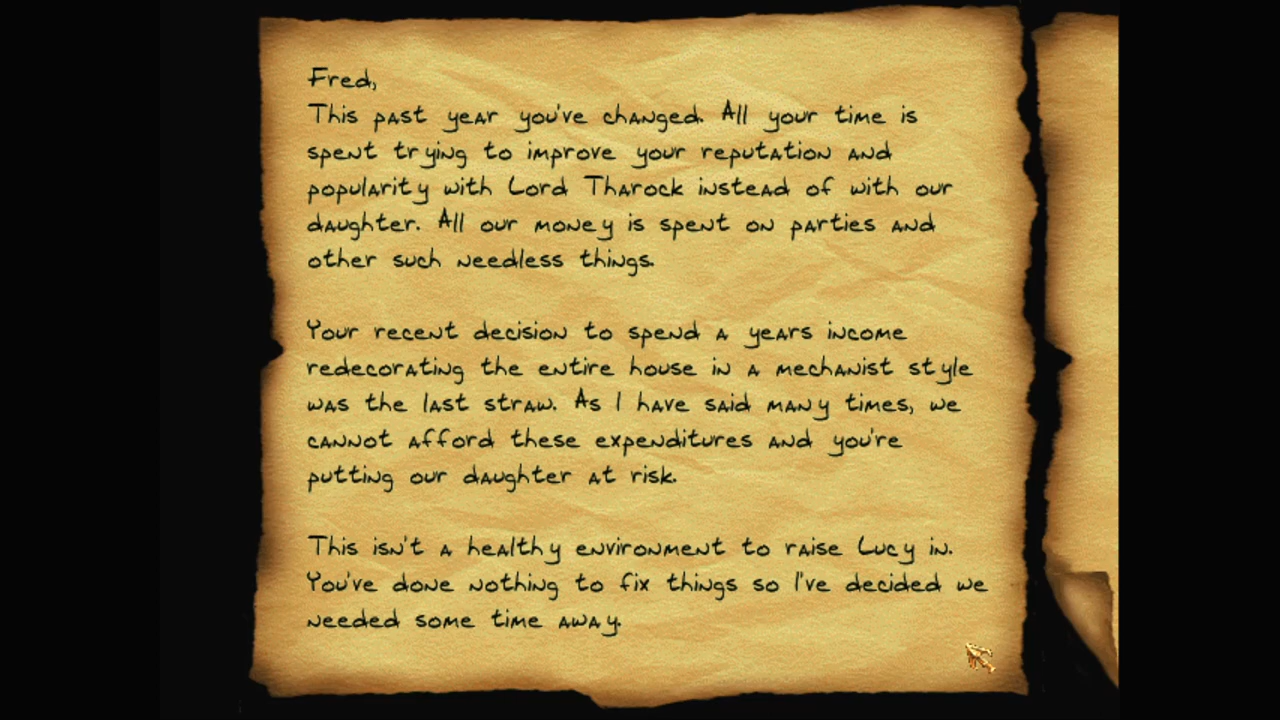 Fred,
This past year you've changed. All your time is
spent trying to improve your reputation and
popularity with Lord Tharock instead of with our
daughter. All our money is spent on parties and
other such needless things.
Your recent decision to spend a years income
redecorating the entire house in a mechanist style
was the last straw. As I have said many times, we
cannot afford these expenditures and you're
putting our daughter at risk.
This isn't a healthy environment to raise Lucy in.
You've done nothing to fix things so I've decided we
needed some time away.